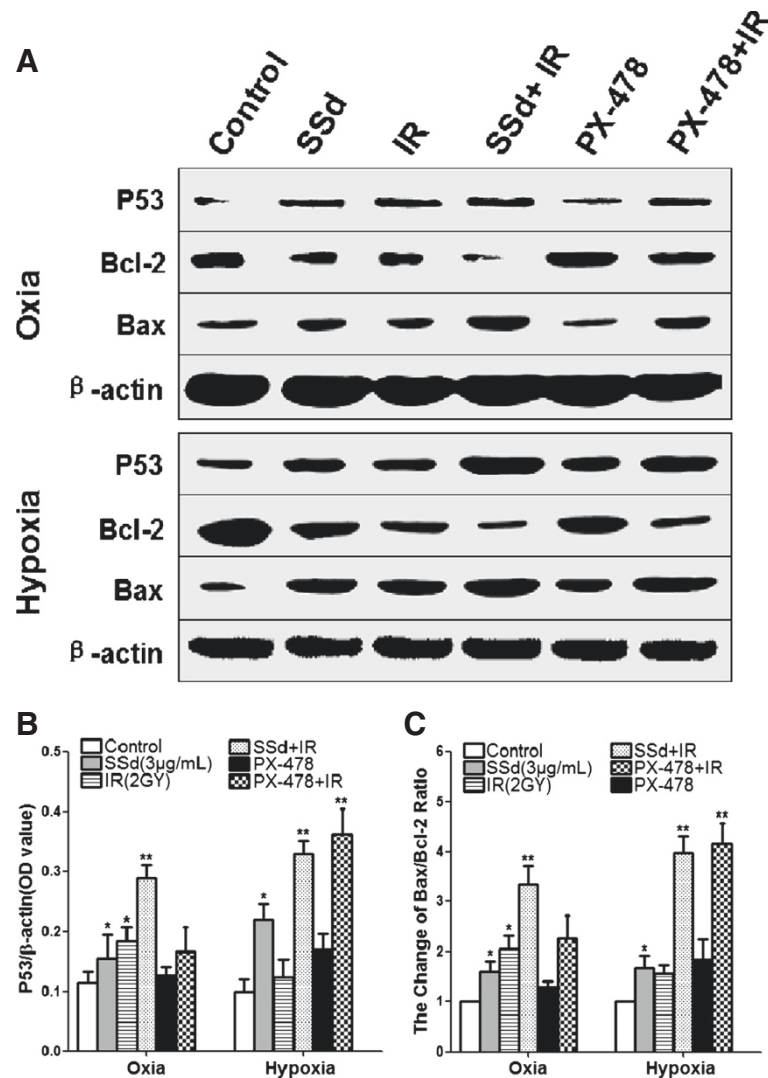 A
Control SSd IR SSd+ IR PX-478 PX-478+IR
Oxia
P53
Bcl-2
Bax
β-actin
Hypoxia
P53
Bcl-2
Bax
β-actin
B
P53/β-actin(OD value)
0.5
0.4
0.3
0.2
0.1
0.0
Control
SSd(3µg/mL)
IR(2GY)
SSd+IR
PX-478
PX-478+IR
* * **
* ** **
Oxia Hypoxia
C
The Change of Bax/Bcl-2 Ratio
6
5
4
3
2
1
0
Control
SSd(3µg/mL)
IR(2GY)
SSd+IR
PX-478+IR
PX-478
* * **
* ** **
Oxia Hypoxia